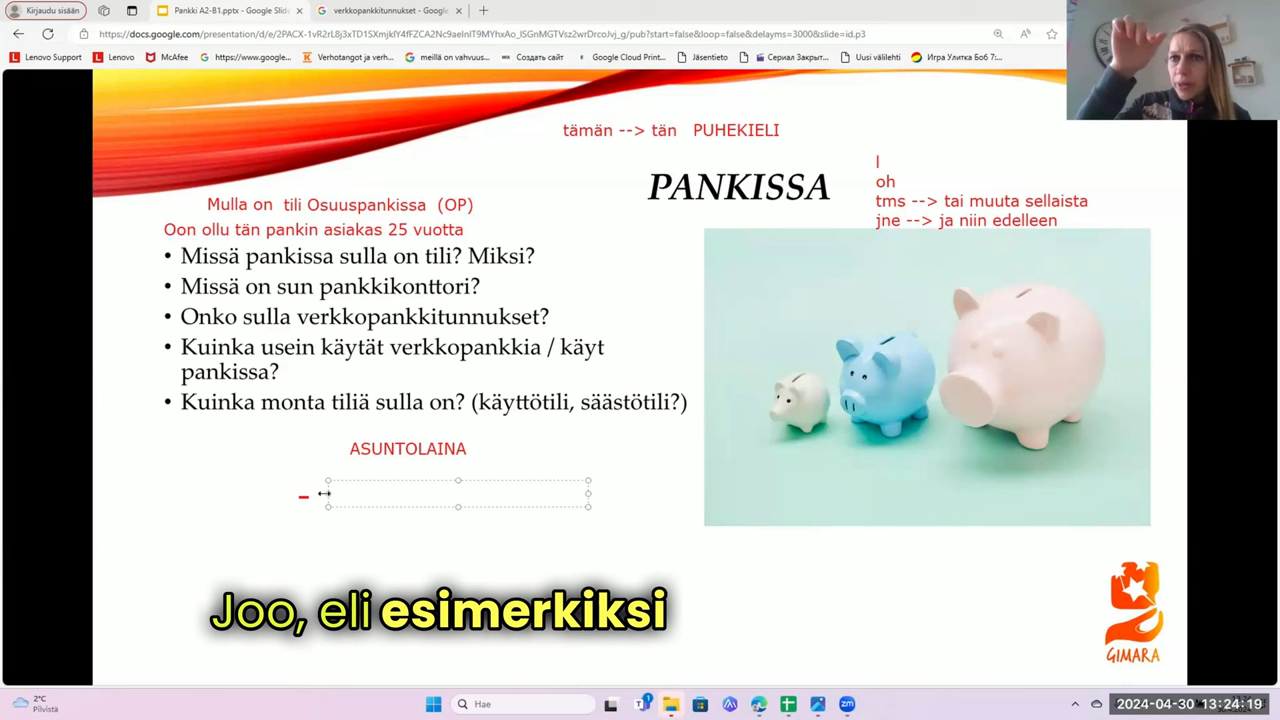 Kirjaudu sisään
Pankki A2-B1.pptx - Google Slid
verkkopankkitunnukset - Google
https://docs.google.com/presentation/d/e/2PACX-1vR2rL8j3xTD1SXmjklY4fFZCA2Nc9aeInIT9MYhxAo_lSGnMGTVsz2wrDrcoJvj_g/pub?start=false&loop=false&delayms=3000&slide=id.p3
Lenovo Support
Lenovo
McAfee
https://www.google...
Verhotangot ja verh...
meillä on vahvuus...
Создать сайт
Google Cloud Print...
Jäsentieto
Сериал Закрыт...
Uusi välilehti
Игра Улитка Боб 7:...
tämän --> tän PUHEKIELI
PANKISSA
l
oh
tms --> tai muuta sellaista
jne --> ja niin edelleen
Mulla on tili Osuuspankissa (OP)
Oon ollu tän pankin asiakas 25 vuotta
• Missä pankissa sulla on tili? Miksi?
• Missä on sun pankkikonttori?
• Onko sulla verkkopankkitunnukset?
• Kuinka usein käytät verkkopankkia / käyt
pankissa?
• Kuinka monta tiliä sulla on? (käyttötili, säästötili?)
ASUNTOLAINA
–
Joo, eli esimerkiksi
GIMARA
2°C
Pilvistä
Hae
2024-04-30 13:24:19